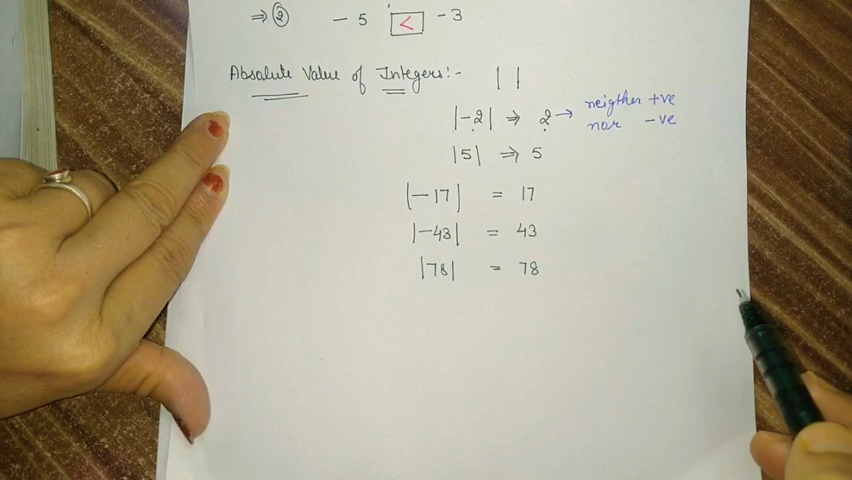 ⇒ ② - 5 < - 3
Absolute Value of Integers:- | |
|-2| ⇒ 2 → neigther +ve
nor -ve
|5| ⇒ 5
|-17| = 17
|-43| = 43
|78| = 78